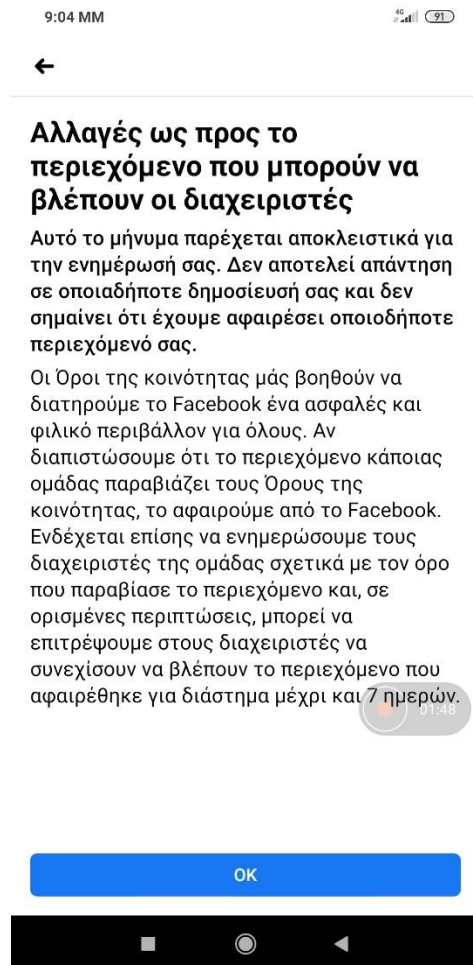 9:04 MM
4G 91
Αλλαγές ως προς το
περιεχόμενο που μπορούν να
βλέπουν οι διαχειριστές
Αυτό το μήνυμα παρέχεται αποκλειστικά για
την ενημέρωσή σας. Δεν αποτελεί απάντηση
σε οποιαδήποτε δημοσίευσή σας και δεν
σημαίνει ότι έχουμε αφαιρέσει οποιοδήποτε
περιεχόμενό σας.
Οι Όροι της κοινότητας μάς βοηθούν να
διατηρούμε το Facebook ένα ασφαλές και
φιλικό περιβάλλον για όλους. Αν
διαπιστώσουμε ότι το περιεχόμενο κάποιας
ομάδας παραβιάζει τους Όρους της
κοινότητας, το αφαιρούμε από το Facebook.
Ενδέχεται επίσης να ενημερώσουμε τους
διαχειριστές της ομάδας σχετικά με τον όρο
που παραβίασε το περιεχόμενο και, σε
ορισμένες περιπτώσεις, μπορεί να
επιτρέψουμε στους διαχειριστές να
συνεχίσουν να βλέπουν το περιεχόμενο που
αφαιρέθηκε για διάστημα μέχρι και 7 ημερών.
01:48
OK